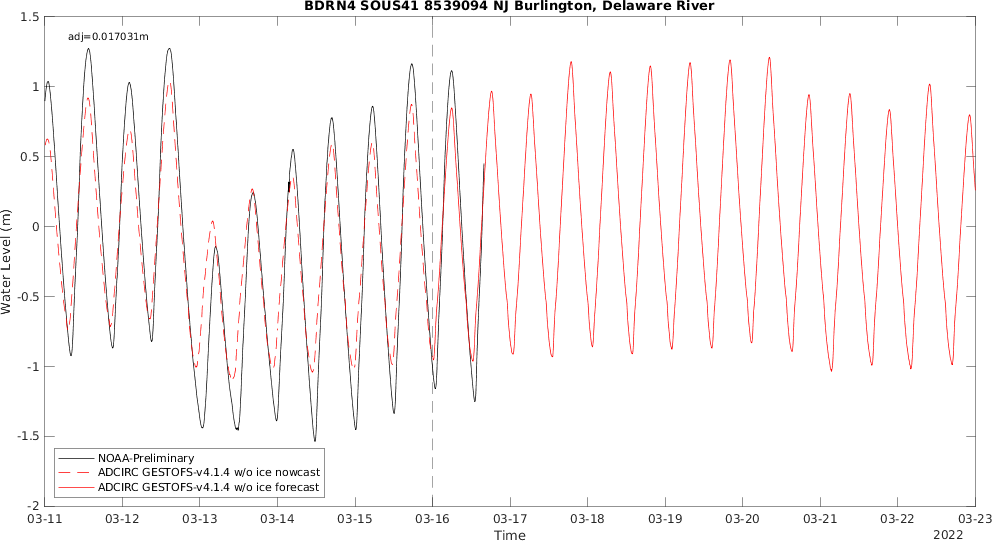 BDRN4 SOUS41 8539094 NJ Burlington, Delaware River
adj=0.017031m
1.5
1
0.5
0
-0.5
-1
-1.5
-2
Water Level (m)
NOAA-Preliminary
ADCIRC GESTOFS-v4.1.4 w/o ice nowcast
ADCIRC GESTOFS-v4.1.4 w/o ice forecast
03-11 03-12 03-13 03-14 03-15 03-16 03-17 03-18 03-19 03-20 03-21 03-22 03-23
Time
2022